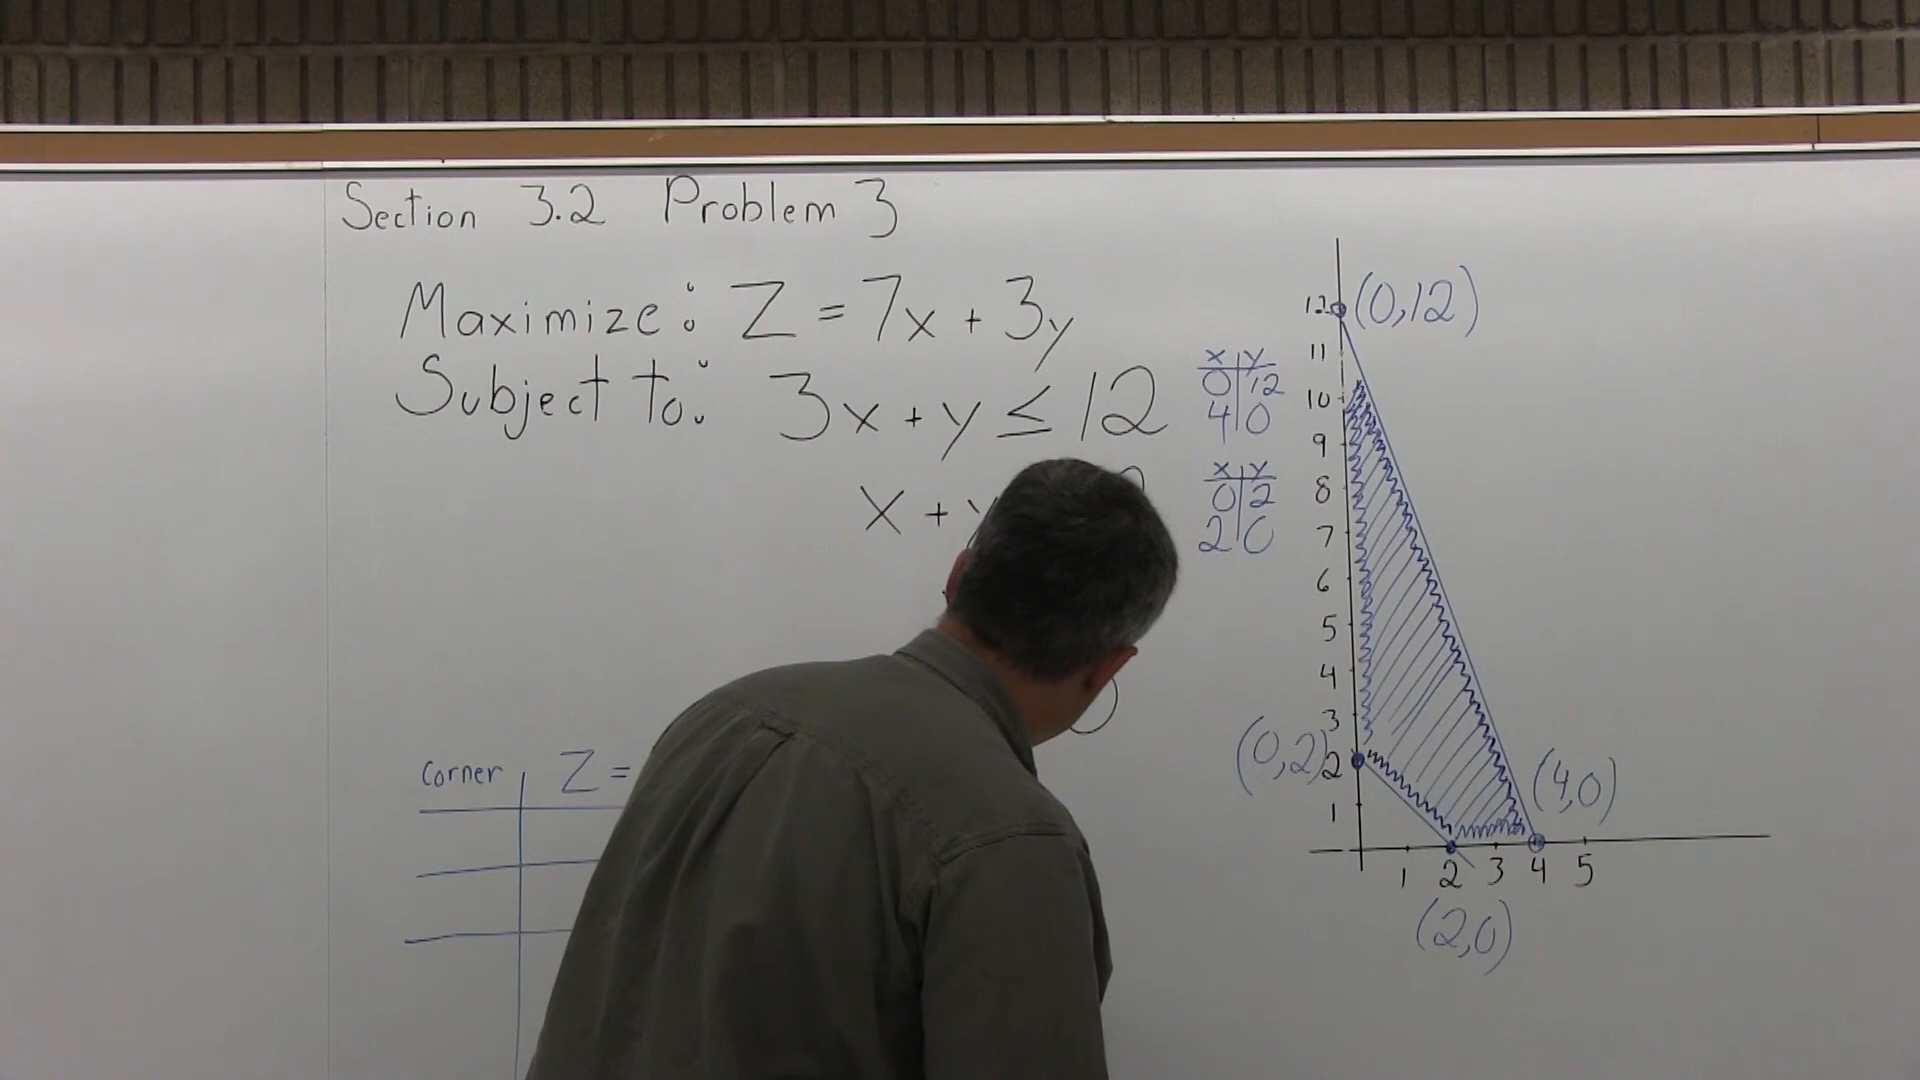 Section 3.2 Problem 3
Maximize: Z = 7x + 3y
Subject to: 3x + y ≤ 12
x +
x | y
0 | 12
4 | 0
x | y
0 | 2
2 | 0
Corner | Z =
(0,12)
12
11
10
9
8
7
6
5
4
3
(0,2) 2
1
(4,0)
1 2 3 4 5
(2,0)